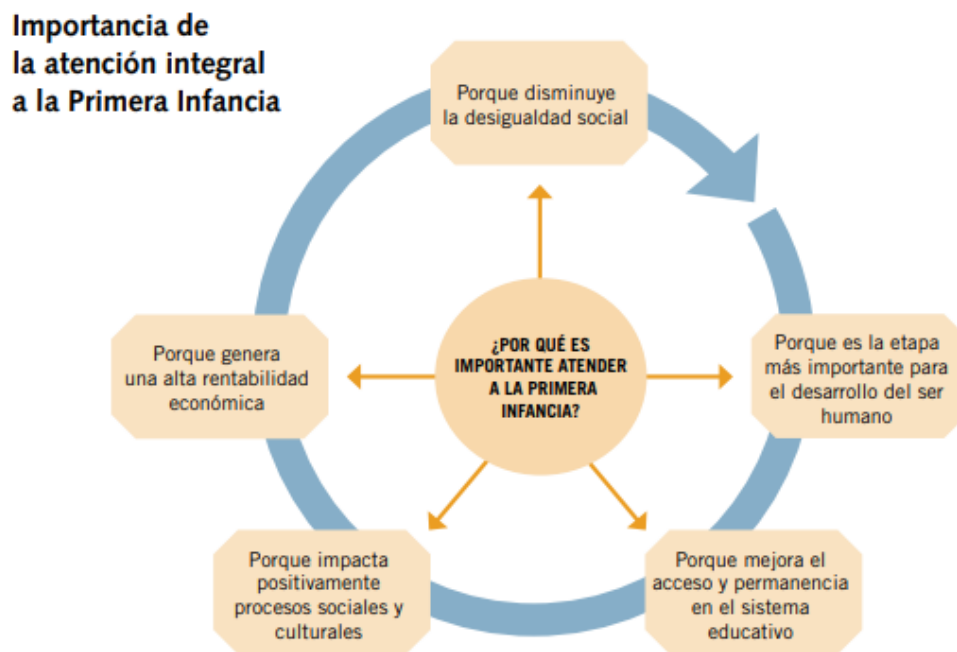 Importancia de
la atención integral
a la Primera Infancia
Porque disminuye
la desigualdad social
¿POR QUÉ ES
IMPORTANTE ATENDER
A LA PRIMERA
INFANCIA?
Porque es la etapa
más importante para
el desarrollo del ser
humano
Porque mejora el
acceso y permanencia
en el sistema
educativo
Porque impacta
positivamente
procesos sociales y
culturales
Porque genera
una alta rentabilidad
económica